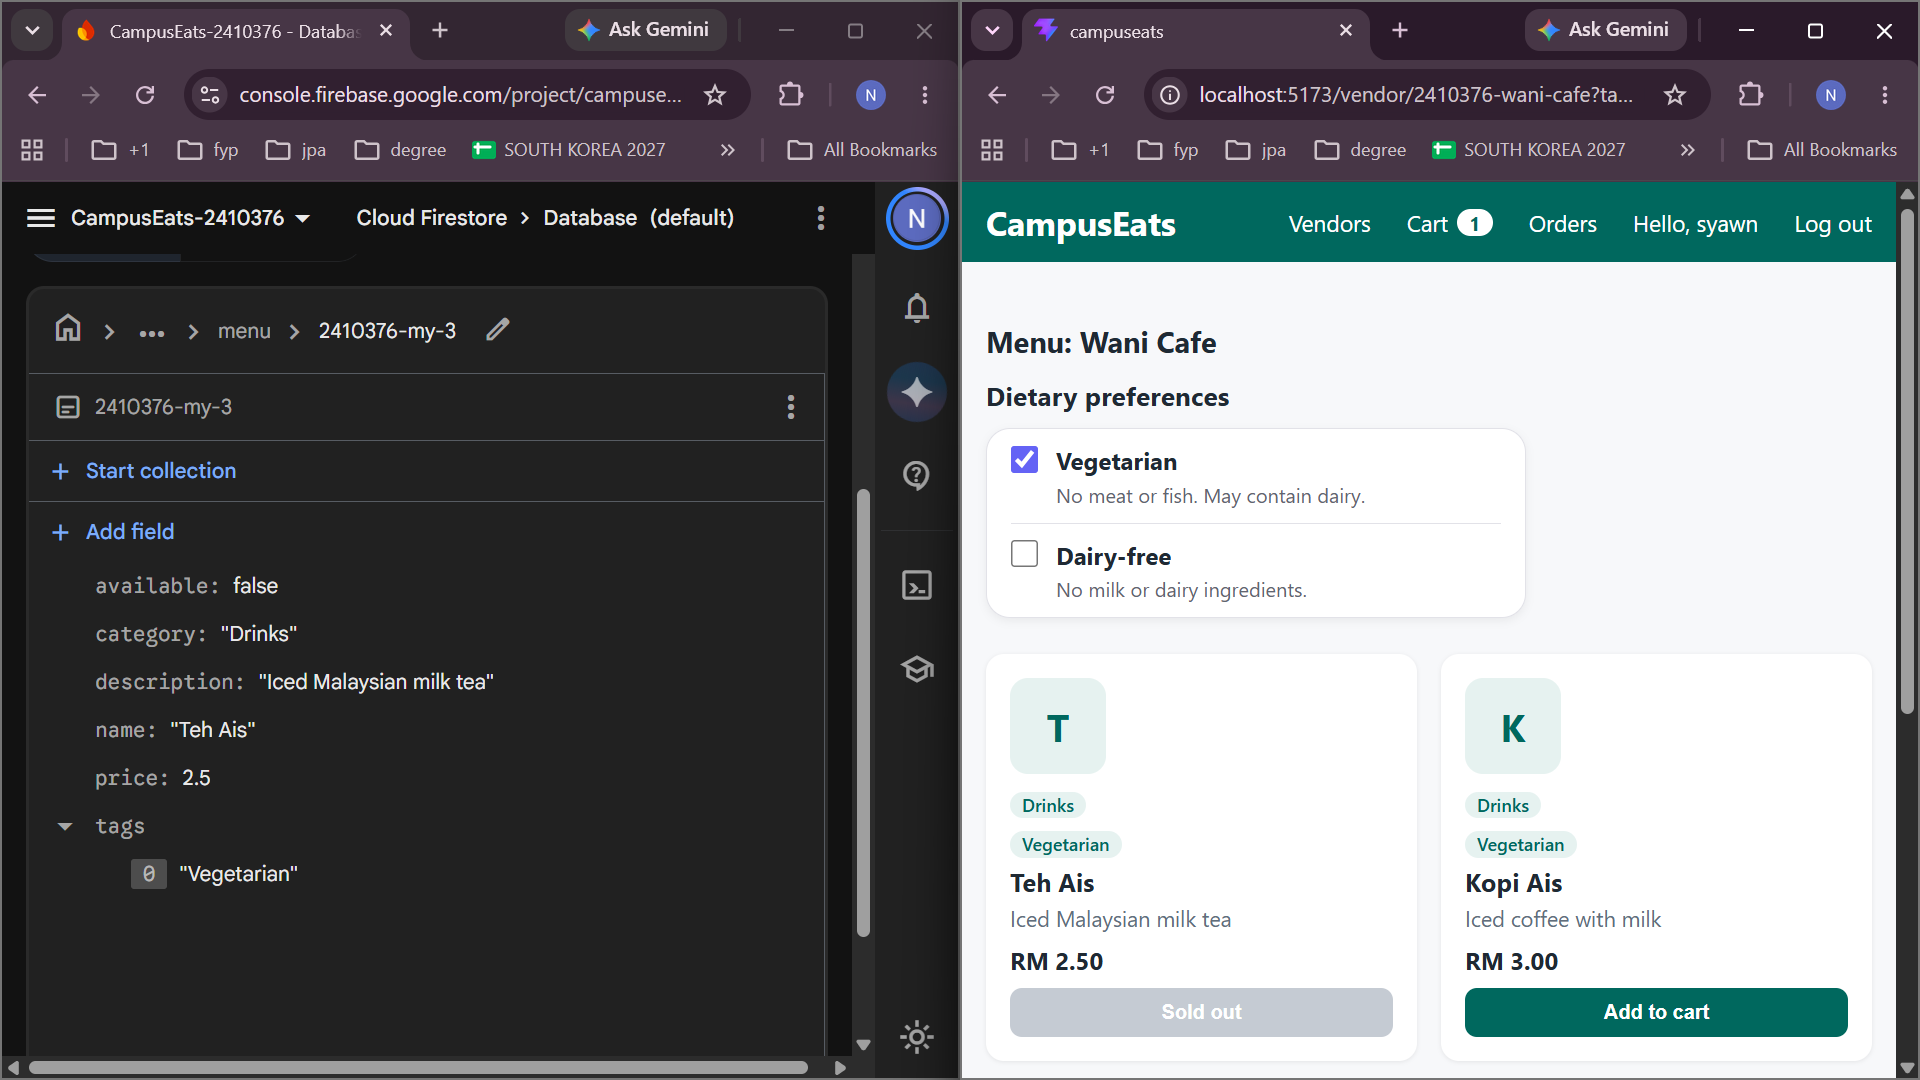 CampusEats-2410376 - Databas
Ask Gemini
console.firebase.google.com/project/campuse...
N
+1
fyp
jpa
degree
SOUTH KOREA 2027
All Bookmarks
CampusEats-2410376
Cloud Firestore > Database (default)
N
... > menu > 2410376-my-3
2410376-my-3
+ Start collection
+ Add field
available: false
category: "Drinks"
description: "Iced Malaysian milk tea"
name: "Teh Ais"
price: 2.5
tags
0 "Vegetarian"
campuseats
Ask Gemini
localhost:5173/vendor/2410376-wani-cafe?ta...
N
+1
fyp
jpa
degree
SOUTH KOREA 2027
All Bookmarks
CampusEats
Vendors
Cart 1
Orders
Hello, syawn
Log out
Menu: Wani Cafe
Dietary preferences
Vegetarian
No meat or fish. May contain dairy.
Dairy-free
No milk or dairy ingredients.
T
Drinks
Vegetarian
Teh Ais
Iced Malaysian milk tea
RM 2.50
Sold out
K
Drinks
Vegetarian
Kopi Ais
Iced coffee with milk
RM 3.00
Add to cart